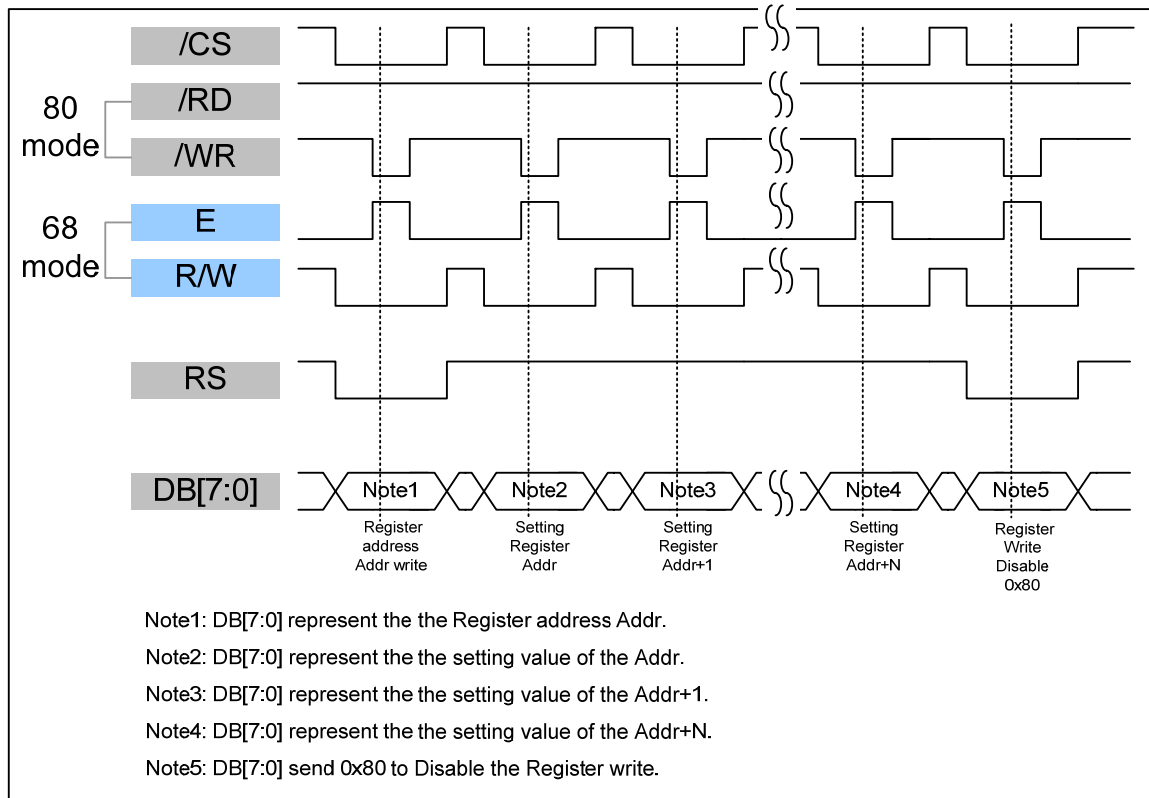 /CS
80
mode
/RD
/WR
68
mode
E
R/W
RS
DB[7:0]
Note1
Note2
Note3
Note4
Note5
Register
address
Addr write
Setting
Register
Addr
Setting
Register
Addr+1
Setting
Register
Addr+N
Register
Write
Disable
0x80
Note1: DB[7:0] represent the the Register address Addr.
Note2: DB[7:0] represent the the setting value of the Addr.
Note3: DB[7:0] represent the the setting value of the Addr+1.
Note4: DB[7:0] represent the the setting value of the Addr+N.
Note5: DB[7:0] send 0x80 to Disable the Register write.